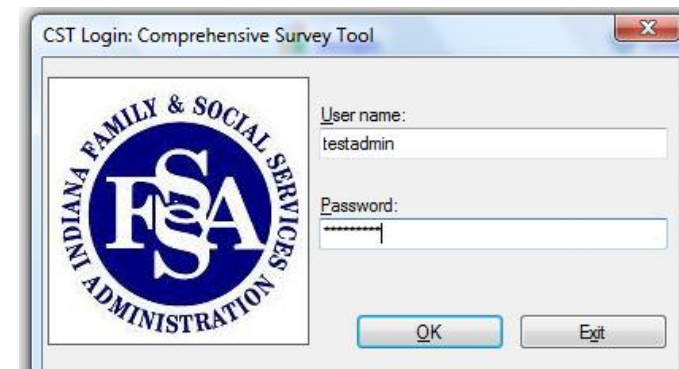 CST Login: Comprehensive Survey Tool
INDIANA FAMILY & SOCIAL SERVICES
ADMINISTRATION
FSSA
User name:
testadmin
Password:
*********
OK
Exit